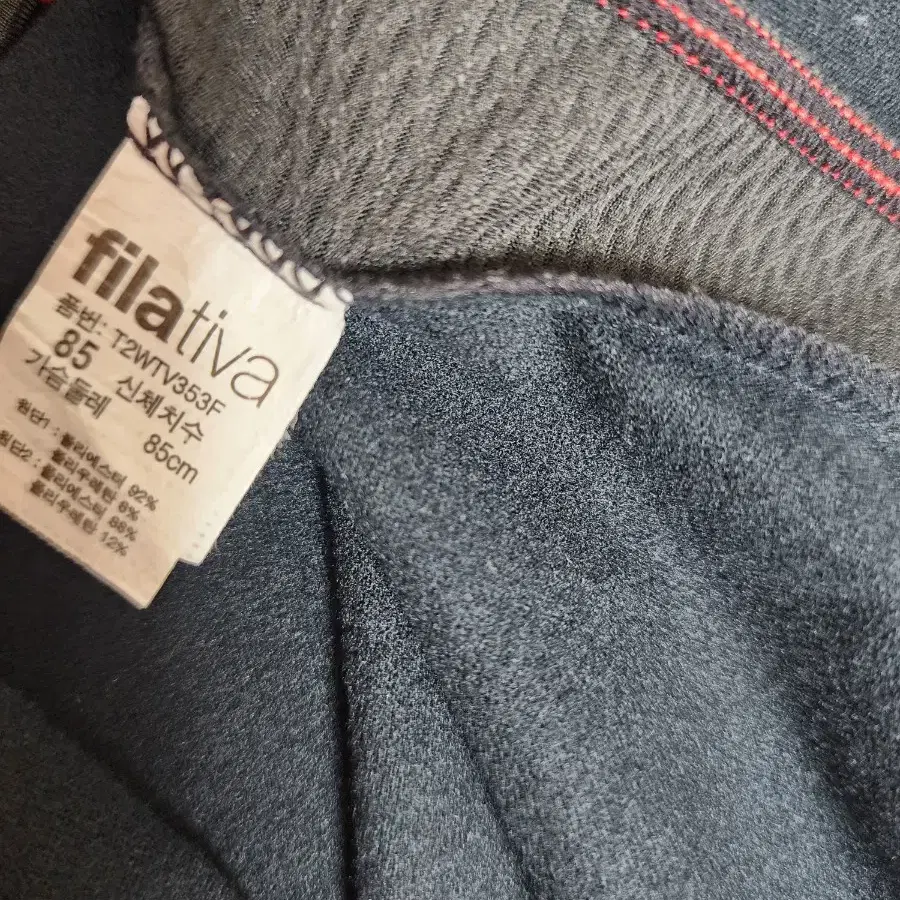 filativa
품번: T2WTV353F
85 신체치수
가슴둘레 85cm
원단1 : 폴리에스터 92%
폴리우레탄 8%
원단2 : 폴리에스터 88%
폴리우레탄 12%